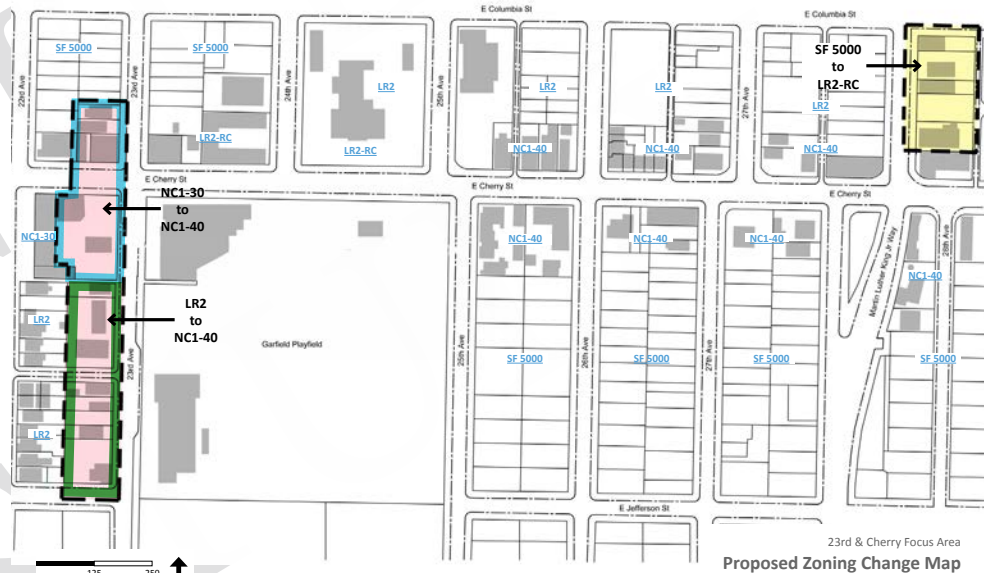 E Columbia St
E Columbia St
E Columbia St
SF 5000
SF 5000
SF 5000
to
LR2-RC
22rd Ave
23rd Ave
24th Ave
25th Ave
27th Ave
LR2
LR2
LR2
LR2
LR2-RC
LR2-RC
NC1-40
NC1-40
NC1-40
E Cherry St
E Cherry St
E Cherry St
NC1-30
to
NC1-40
NC1-30
NC1-40
NC1-40
NC1-40
Martin Lother King Jr Way
28th Ave
NC1-40
LR2
to
NC1-40
LR2
23rd Ave
Garfield Playfield
25th Ave
SF 5000
26th Ave
SF 5000
27th Ave
SF 5000
SF 5000
LR2
E Jefferson St
125
250
23rd & Cherry Focus Area
Proposed Zoning Change Map